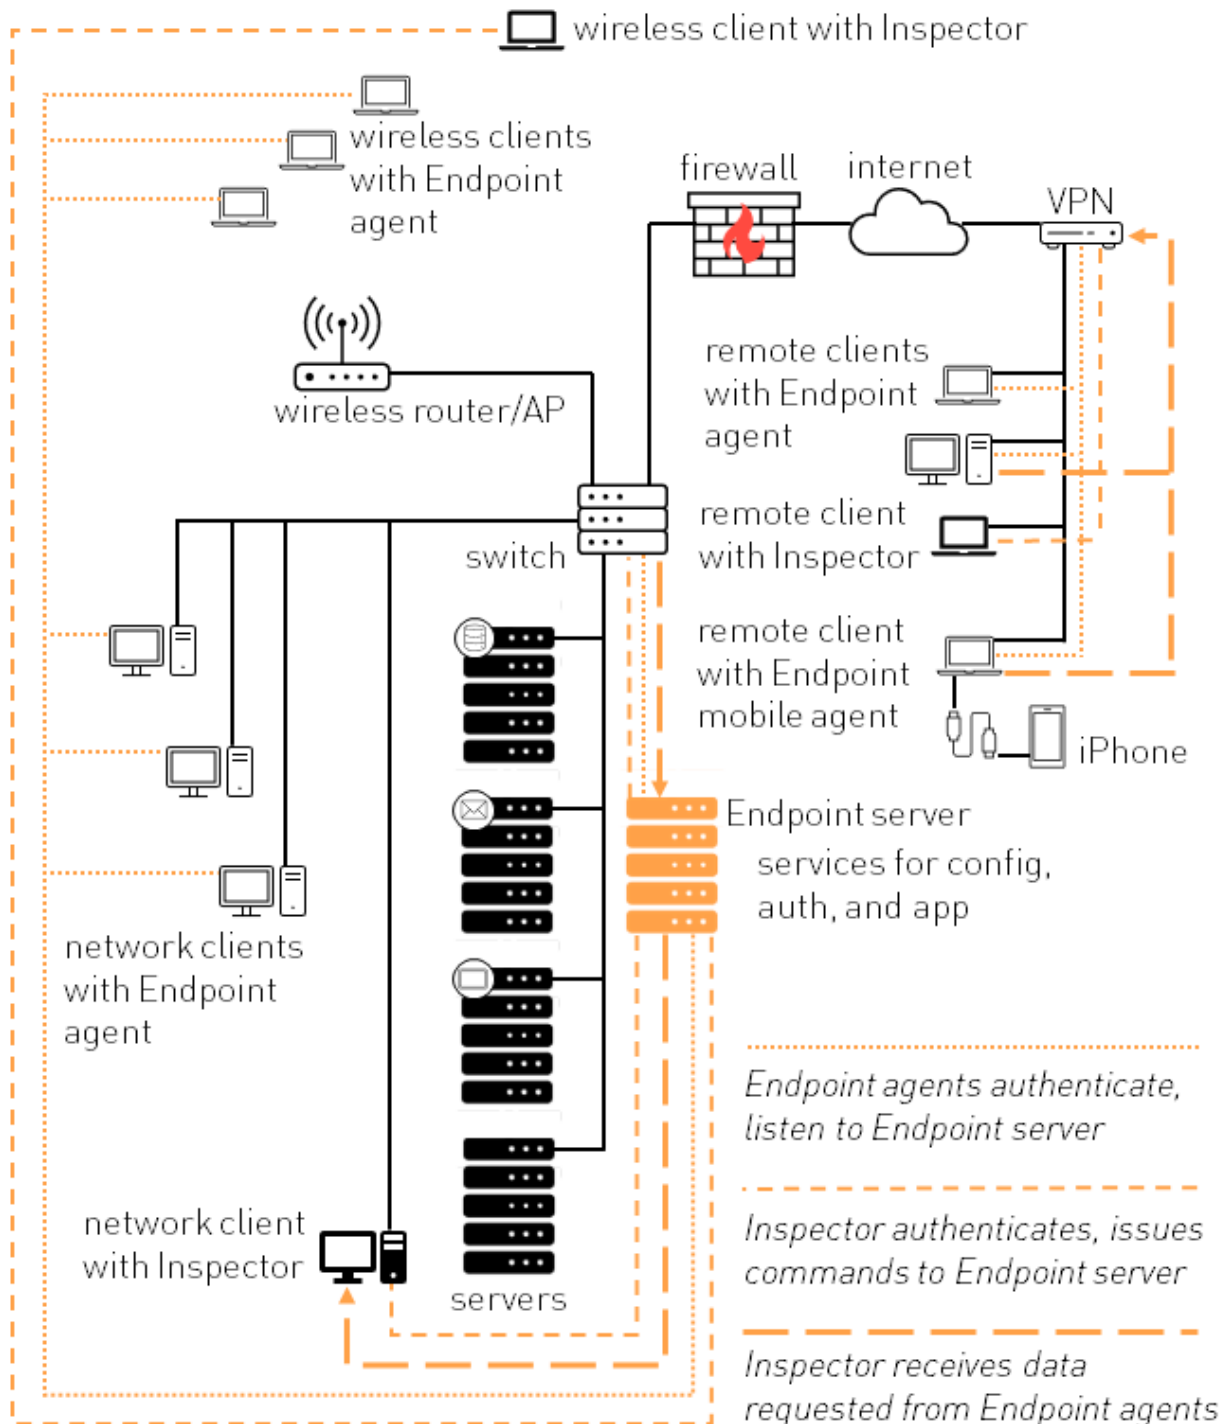 wireless client with Inspector
wireless clients
with Endpoint
agent
firewall
internet
VPN
wireless router/AP
remote clients
with Endpoint
agent
switch
remote client
with Inspector
remote client
with Endpoint
mobile agent
iPhone
Endpoint server
services for config,
auth, and app
network clients
with Endpoint
agent
network client
with Inspector
servers
Endpoint agents authenticate,
listen to Endpoint server
Inspector authenticates, issues
commands to Endpoint server
Inspector receives data
requested from Endpoint agents